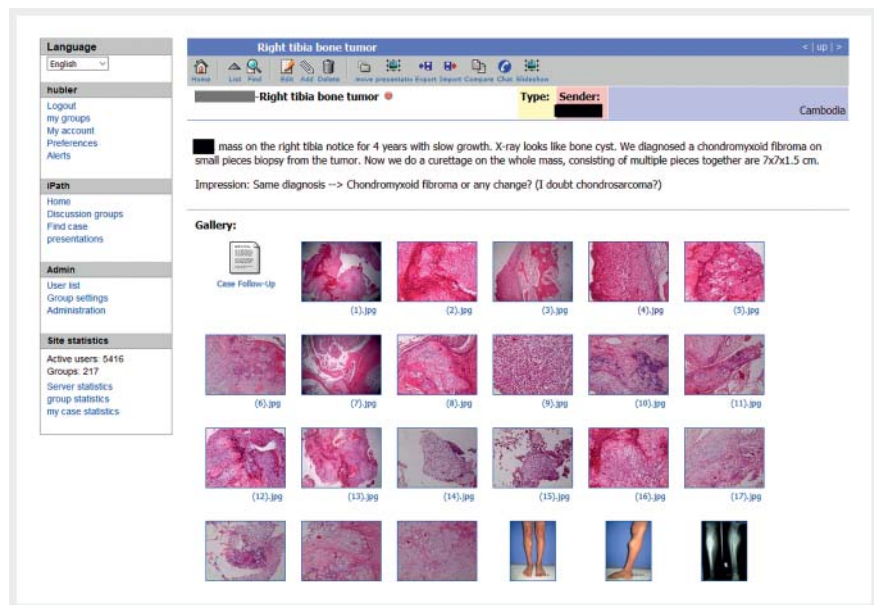 Language
English
hubler
Logout
my groups
My account
Preferences
Alerts
iPath
Home
Discussion groups
Find case
presentations
Admin
User list
Group settings
Administration
Site statistics
Active users: 5416
Groups: 217
Server statistics
group statistics
my case statistics
Right tibia bone tumor
< | up | >
Home List Find Edit Add Delete move presentatio Export Import Compare Chat Slideshow
-Right tibia bone tumor
Type: Sender:
Cambodia
mass on the right tibia notice for 4 years with slow growth. X-ray looks like bone cyst. We diagnosed a chondromyxoid fibroma on
small pieces biopsy from the tumor. Now we do a curettage on the whole mass, consisting of multiple pieces together are 7x7x1.5 cm.
Impression: Same diagnosis --> Chondromyxoid fibroma or any change? (I doubt chondrosarcoma?)
Gallery:
Case Follow-Up
(1).jpg (2).jpg (3).jpg (4).jpg (5).jpg
(6).jpg (7).jpg (8).jpg (9).jpg (10).jpg (11).jpg
(12).jpg (13).jpg (14).jpg (15).jpg (16).jpg (17).jpg